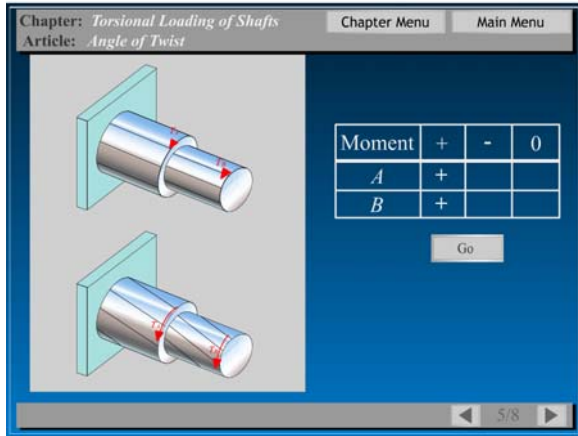 Chapter: Torsional Loading of Shafts
Chapter Menu
Main Menu
Article: Angle of Twist
Moment + - 0
A +
B +
Go
5/8